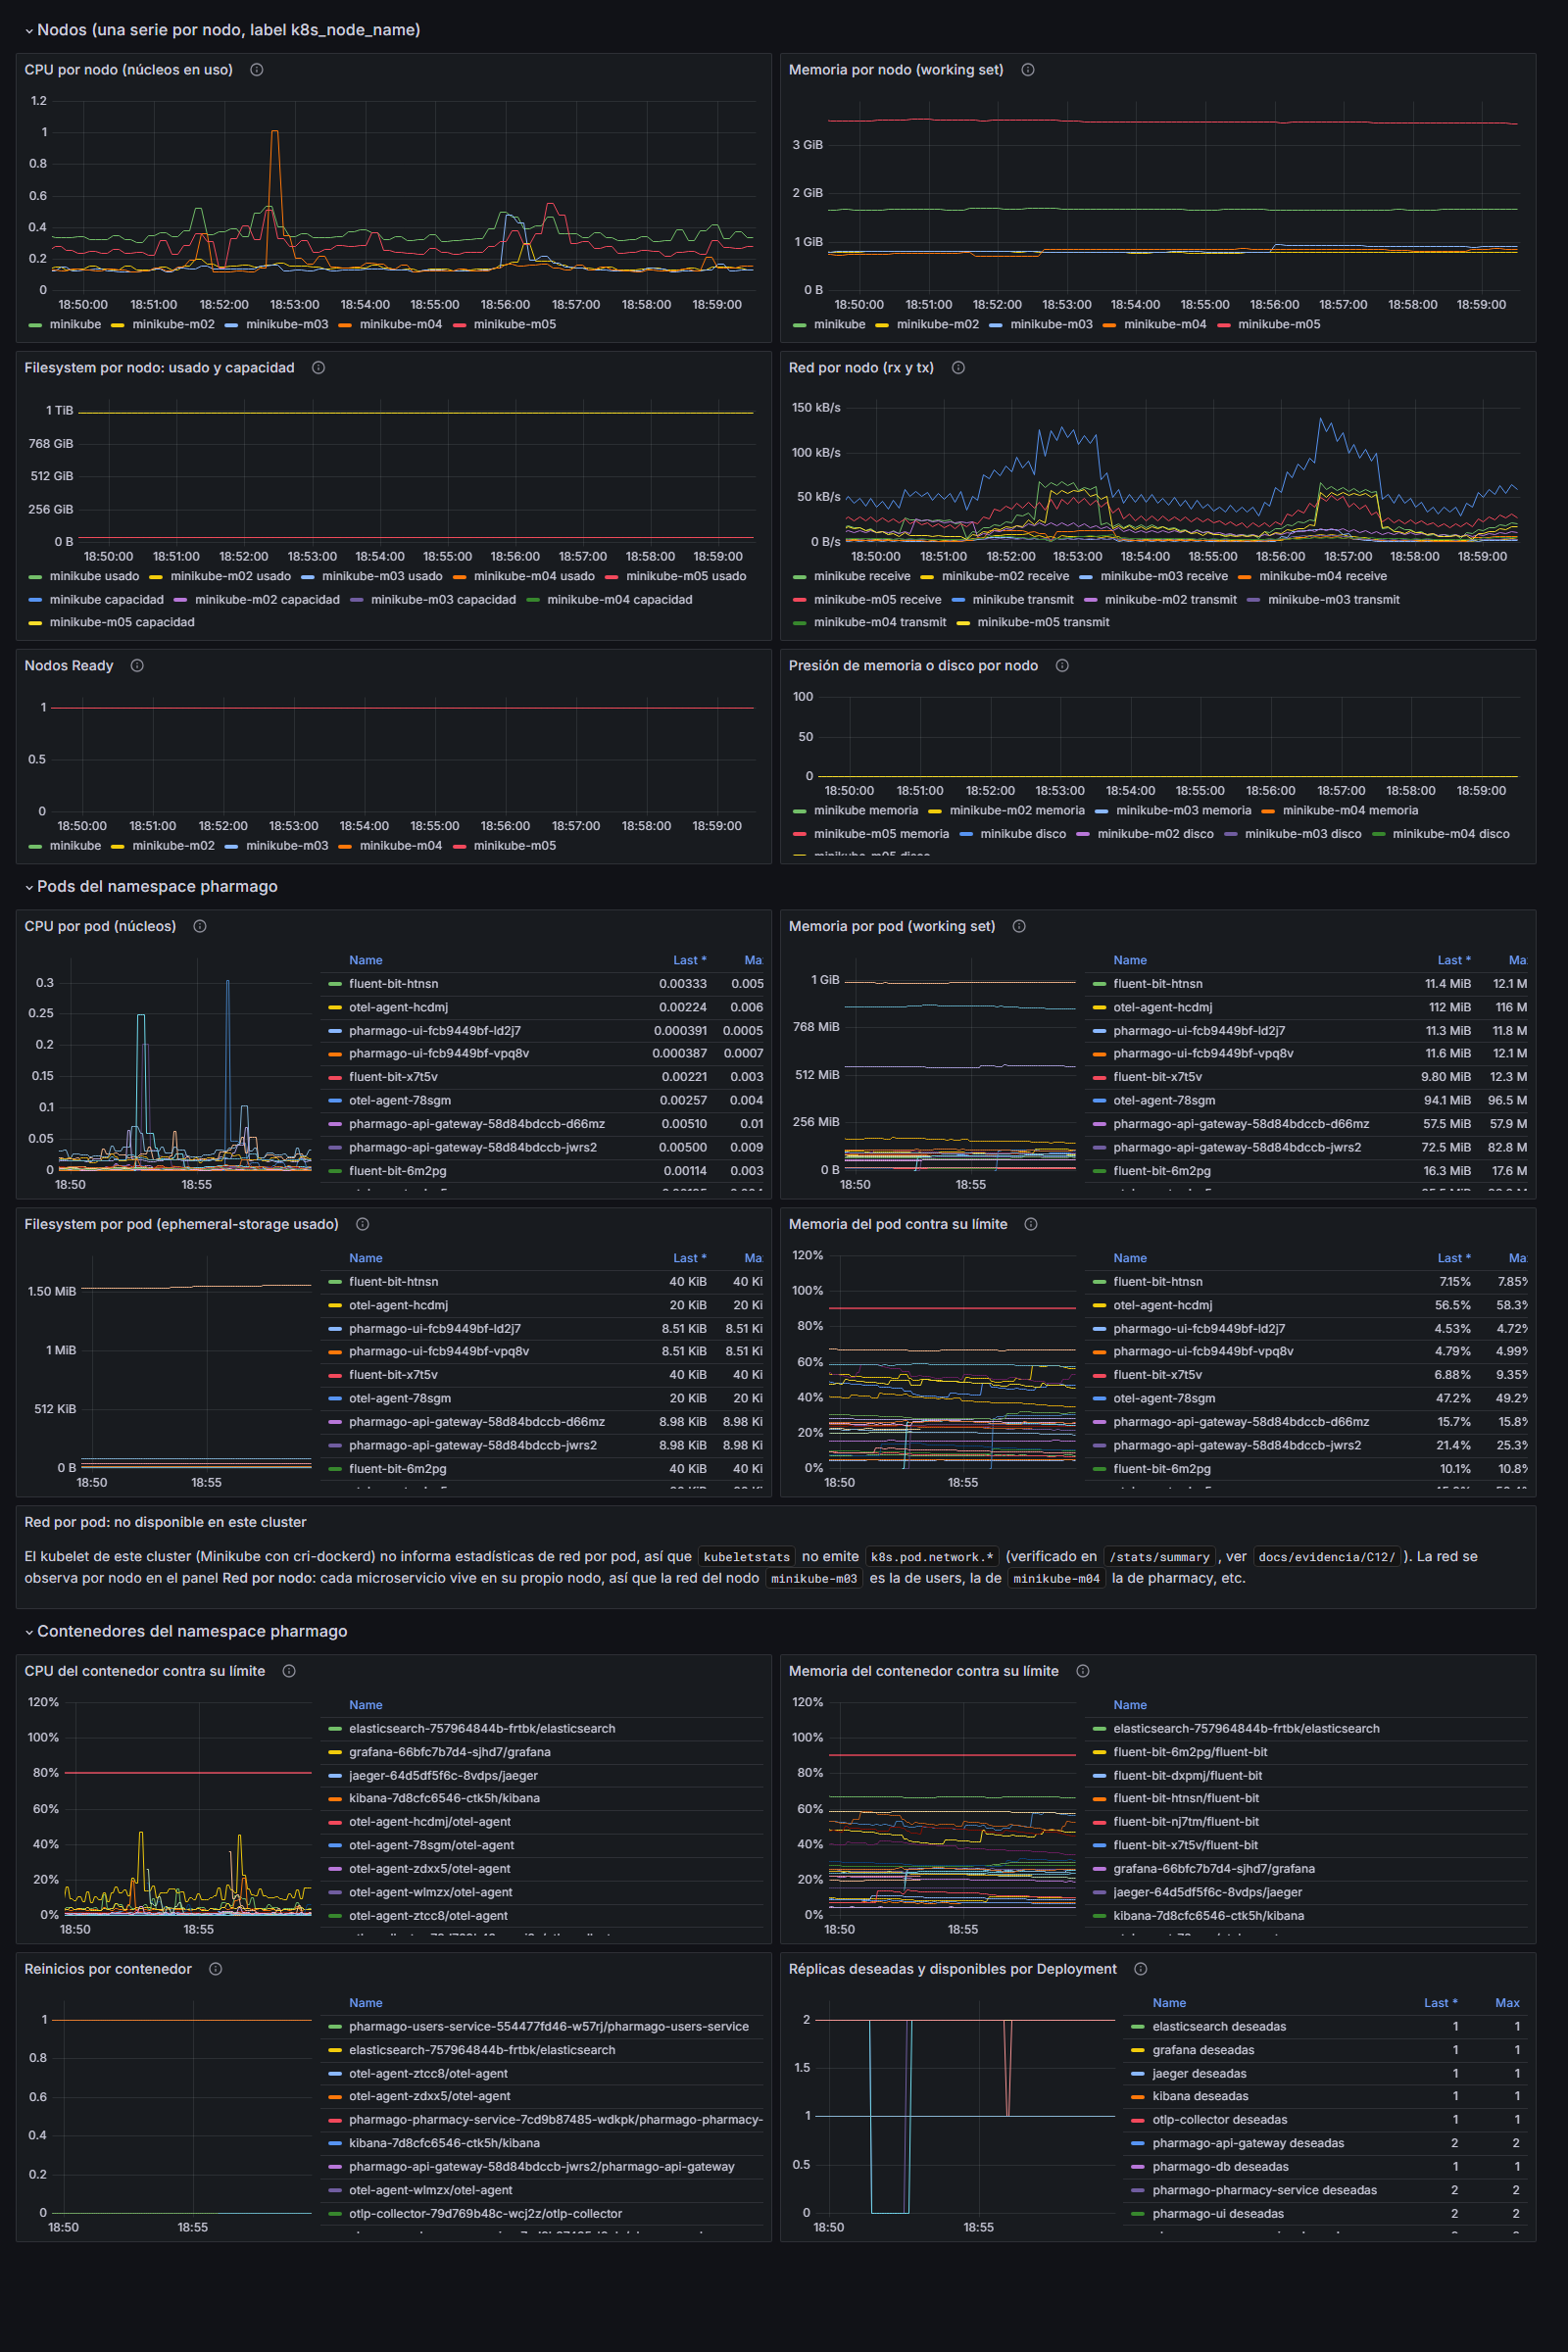 Nodos (una serie por nodo, label k8s_node_name)
CPU por nodo (núcleos en uso)
1.2
1
0.8
0.6
0.4
0.2
0
18:50:00 18:51:00 18:52:00 18:53:00 18:54:00 18:55:00 18:56:00 18:57:00 18:58:00 18:59:00
minikube minikube-m02 minikube-m03 minikube-m04 minikube-m05
Memoria por nodo (working set)
3 GiB
2 GiB
1 GiB
0 B
18:50:00 18:51:00 18:52:00 18:53:00 18:54:00 18:55:00 18:56:00 18:57:00 18:58:00 18:59:00
minikube minikube-m02 minikube-m03 minikube-m04 minikube-m05
Filesystem por nodo: usado y capacidad
1 TiB
768 GiB
512 GiB
256 GiB
0 B
18:50:00 18:51:00 18:52:00 18:53:00 18:54:00 18:55:00 18:56:00 18:57:00 18:58:00 18:59:00
minikube usado minikube-m02 usado minikube-m03 usado minikube-m04 usado minikube-m05 usado
minikube capacidad minikube-m02 capacidad minikube-m03 capacidad minikube-m04 capacidad
minikube-m05 capacidad
Red por nodo (rx y tx)
150 kB/s
100 kB/s
50 kB/s
0 B/s
18:50:00 18:51:00 18:52:00 18:53:00 18:54:00 18:55:00 18:56:00 18:57:00 18:58:00 18:59:00
minikube receive minikube-m02 receive minikube-m03 receive minikube-m04 receive
minikube-m05 receive minikube transmit minikube-m02 transmit minikube-m03 transmit
minikube-m04 transmit minikube-m05 transmit
Nodos Ready
1
0.5
0
18:50:00 18:51:00 18:52:00 18:53:00 18:54:00 18:55:00 18:56:00 18:57:00 18:58:00 18:59:00
minikube minikube-m02 minikube-m03 minikube-m04 minikube-m05
Presión de memoria o disco por nodo
100
50
0
18:50:00 18:51:00 18:52:00 18:53:00 18:54:00 18:55:00 18:56:00 18:57:00 18:58:00 18:59:00
minikube memoria minikube-m02 memoria minikube-m03 memoria minikube-m04 memoria
minikube-m05 memoria minikube disco minikube-m02 disco minikube-m03 disco minikube-m04 disco
minikube-m05 disco
Pods del namespace pharmago
CPU por pod (núcleos)
0.3
0.25
0.2
0.15
0.1
0.05
0
18:50 18:55
Name Last * Ma
fluent-bit-htnsn 0.00333 0.005
otel-agent-hcdmj 0.00224 0.006
pharmago-ui-fcb9449bf-ld2j7 0.000391 0.0005
pharmago-ui-fcb9449bf-vpq8v 0.000387 0.0007
fluent-bit-x7t5v 0.00221 0.003
otel-agent-78sgm 0.00257 0.004
pharmago-api-gateway-58d84bdccb-d66mz 0.00510 0.01
pharmago-api-gateway-58d84bdccb-jwrs2 0.00500 0.009
fluent-bit-6m2pg 0.00114 0.003
Memoria por pod (working set)
1 GiB
768 MiB
512 MiB
256 MiB
0 B
18:50 18:55
Name Last * Ma
fluent-bit-htnsn 11.4 MiB 12.1 M
otel-agent-hcdmj 112 MiB 116 M
pharmago-ui-fcb9449bf-ld2j7 11.3 MiB 11.8 M
pharmago-ui-fcb9449bf-vpq8v 11.6 MiB 12.1 M
fluent-bit-x7t5v 9.80 MiB 12.3 M
otel-agent-78sgm 94.1 MiB 96.5 M
pharmago-api-gateway-58d84bdccb-d66mz 57.5 MiB 57.9 M
pharmago-api-gateway-58d84bdccb-jwrs2 72.5 MiB 82.8 M
fluent-bit-6m2pg 16.3 MiB 17.6 M
Filesystem por pod (ephemeral-storage usado)
1.50 MiB
1 MiB
512 KiB
0 B
18:50 18:55
Name Last * Ma
fluent-bit-htnsn 40 KiB 40 Ki
otel-agent-hcdmj 20 KiB 20 Ki
pharmago-ui-fcb9449bf-ld2j7 8.51 KiB 8.51 Ki
pharmago-ui-fcb9449bf-vpq8v 8.51 KiB 8.51 Ki
fluent-bit-x7t5v 40 KiB 40 Ki
otel-agent-78sgm 20 KiB 20 Ki
pharmago-api-gateway-58d84bdccb-d66mz 8.98 KiB 8.98 Ki
pharmago-api-gateway-58d84bdccb-jwrs2 8.98 KiB 8.98 Ki
fluent-bit-6m2pg 40 KiB 40 Ki
Memoria del pod contra su límite
120%
100%
80%
60%
40%
20%
0%
18:50 18:55
Name Last * Ma
fluent-bit-htnsn 7.15% 7.85%
otel-agent-hcdmj 56.5% 58.3%
pharmago-ui-fcb9449bf-ld2j7 4.53% 4.72%
pharmago-ui-fcb9449bf-vpq8v 4.79% 4.99%
fluent-bit-x7t5v 6.88% 9.35%
otel-agent-78sgm 47.2% 49.2%
pharmago-api-gateway-58d84bdccb-d66mz 15.7% 15.8%
pharmago-api-gateway-58d84bdccb-jwrs2 21.4% 25.3%
fluent-bit-6m2pg 10.1% 10.8%
Red por pod: no disponible en este cluster
El kubelet de este cluster (Minikube con cri-dockerd) no informa estadísticas de red por pod, así que kubeletstats no emite k8s.pod.network.* (verificado en /stats/summary, ver docs/evidencia/C12/). La red se
observa por nodo en el panel Red por nodo: cada microservicio vive en su propio nodo, así que la red del nodo minikube-m03 es la de users, la de minikube-m04 la de pharmacy, etc.
Contenedores del namespace pharmago
CPU del contenedor contra su límite
120%
100%
80%
60%
40%
20%
0%
18:50 18:55
Name
elasticsearch-757964844b-frtbk/elasticsearch
grafana-66bfc7b7d4-sjhd7/grafana
jaeger-64d5df5f6c-8vdps/jaeger
kibana-7d8cfc6546-ctk5h/kibana
otel-agent-hcdmj/otel-agent
otel-agent-78sgm/otel-agent
otel-agent-zdxx5/otel-agent
otel-agent-wlmzx/otel-agent
otel-agent-ztcc8/otel-agent
Memoria del contenedor contra su límite
120%
100%
80%
60%
40%
20%
0%
18:50 18:55
Name
elasticsearch-757964844b-frtbk/elasticsearch
fluent-bit-6m2pg/fluent-bit
fluent-bit-dxpmj/fluent-bit
fluent-bit-htnsn/fluent-bit
fluent-bit-nj7tm/fluent-bit
fluent-bit-x7t5v/fluent-bit
grafana-66bfc7b7d4-sjhd7/grafana
jaeger-64d5df5f6c-8vdps/jaeger
kibana-7d8cfc6546-ctk5h/kibana
Reinicios por contenedor
1
0.8
0.6
0.4
0.2
0
18:50 18:55
Name
pharmago-users-service-554477fd46-w57rj/pharmago-users-service
elasticsearch-757964844b-frtbk/elasticsearch
otel-agent-ztcc8/otel-agent
otel-agent-zdxx5/otel-agent
pharmago-pharmacy-service-7cd9b87485-wdkpk/pharmago-pharmacy-
kibana-7d8cfc6546-ctk5h/kibana
pharmago-api-gateway-58d84bdccb-jwrs2/pharmago-api-gateway
otel-agent-wlmzx/otel-agent
otlp-collector-79d769b48c-wcj2z/otlp-collector
Réplicas deseadas y disponibles por Deployment
2
1.5
1
0.5
0
18:50 18:55
Name Last * Max
elasticsearch deseadas 1 1
grafana deseadas 1 1
jaeger deseadas 1 1
kibana deseadas 1 1
otlp-collector deseadas 1 1
pharmago-api-gateway deseadas 2 2
pharmago-db deseadas 1 1
pharmago-pharmacy-service deseadas 2 2
pharmago-ui deseadas 2 2